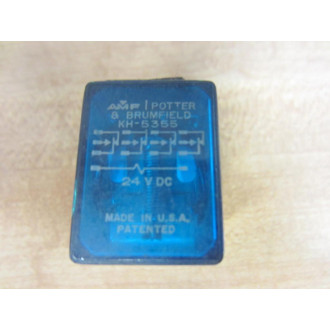 AMP | POTTER
& BRUMFIELD
KH-5355
24 V DC
MADE IN U.S.A.
PATENTED